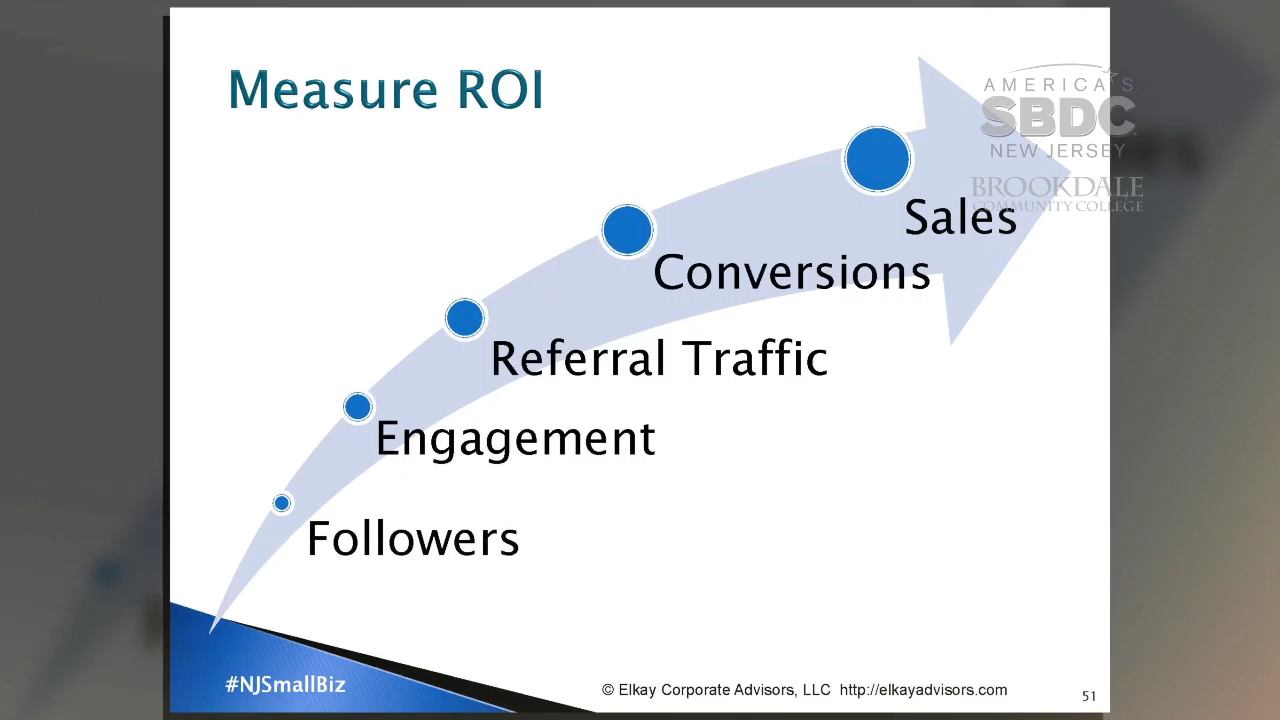 Measure ROI
AMERICA'S
SBDC
NEW JERSEY
BROOKDALE
COMMUNITY COLLEGE
Sales
Conversions
Referral Traffic
Engagement
Followers
#NJSmallBiz
© Elkay Corporate Advisors, LLC http://elkayadvisors.com
51